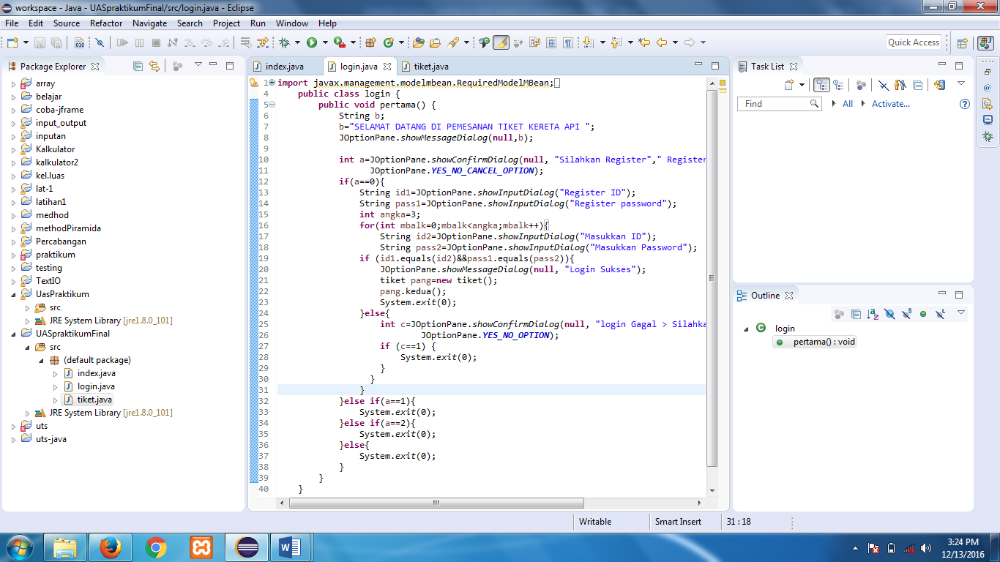 workspace - Java - UASpraktikumFinal/src/login.java - Eclipse
File Edit Source Refactor Navigate Search Project Run Window Help
Quick Access
Package Explorer
array
belajar
coba-jframe
input_output
inputan
Kalkulator
kalkulator2
kel.luas
lat-1
latihan1
medhod
methodPiramida
Percabangan
praktikum
testing
TextIO
UasPraktikum
src
JRE System Library [jre1.8.0_101]
UASpraktikumFinal
src
(default package)
index.java
login.java
tiket.java
JRE System Library [jre1.8.0_101]
uts
uts-java
index.java login.java tiket.java
1 import javax.management.modelmbean.RequiredModelMBean;
4 public class login {
5 public void pertama() {
6 String b;
7 b="SELAMAT DATANG DI PEMESANAN TIKET KERETA API ";
8 JOptionPane.showMessageDialog(null,b);
9
10 int a=JOptionPane.showConfirmDialog(null, "Silahkan Register"," Register
11 JOptionPane.YES_NO_CANCEL_OPTION);
12 if(a==0){
13 String id1=JOptionPane.showInputDialog("Register ID");
14 String pass1=JOptionPane.showInputDialog("Register password");
15 int angka=3;
16 for(int mbalk=0;mbalk<angka;mbalk++){
17 String id2=JOptionPane.showInputDialog("Masukkan ID");
18 String pass2=JOptionPane.showInputDialog("Masukkan Password");
19 if (id1.equals(id2)&&pass1.equals(pass2)){
20 JOptionPane.showMessageDialog(null, "Login Sukses");
21 tiket pang=new tiket();
22 pang.kedua();
23 System.exit(0);
24 }else{
25 int c=JOptionPane.showConfirmDialog(null, "login Gagal > Silahka
26 JOptionPane.YES_NO_OPTION);
27 if (c==1) {
28 System.exit(0);
29 }
30 }
31 }
32 }else if(a==1){
33 System.exit(0);
34 }else if(a==2){
35 System.exit(0);
36 }else{
37 System.exit(0);
38 }
39 }
40 }
Task List
Find All Activate...
Outline
login
pertama() : void
Writable Smart Insert 31 : 18
3:24 PM
12/13/2016